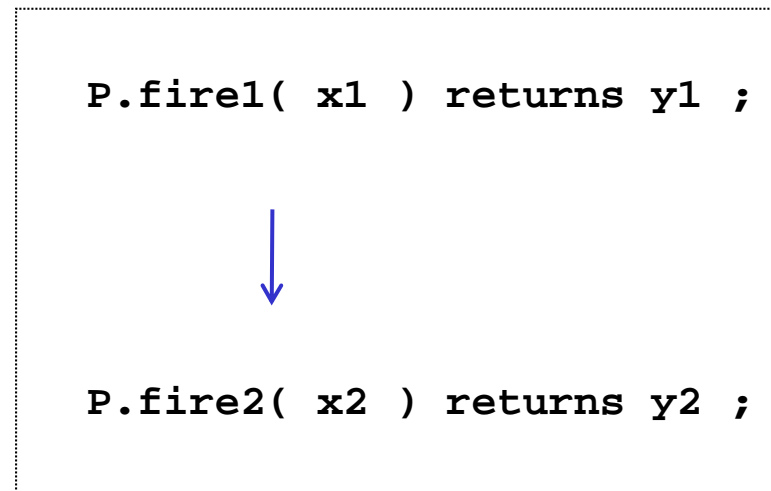 P.fire1( x1 ) returns y1 ;
P.fire2( x2 ) returns y2 ;